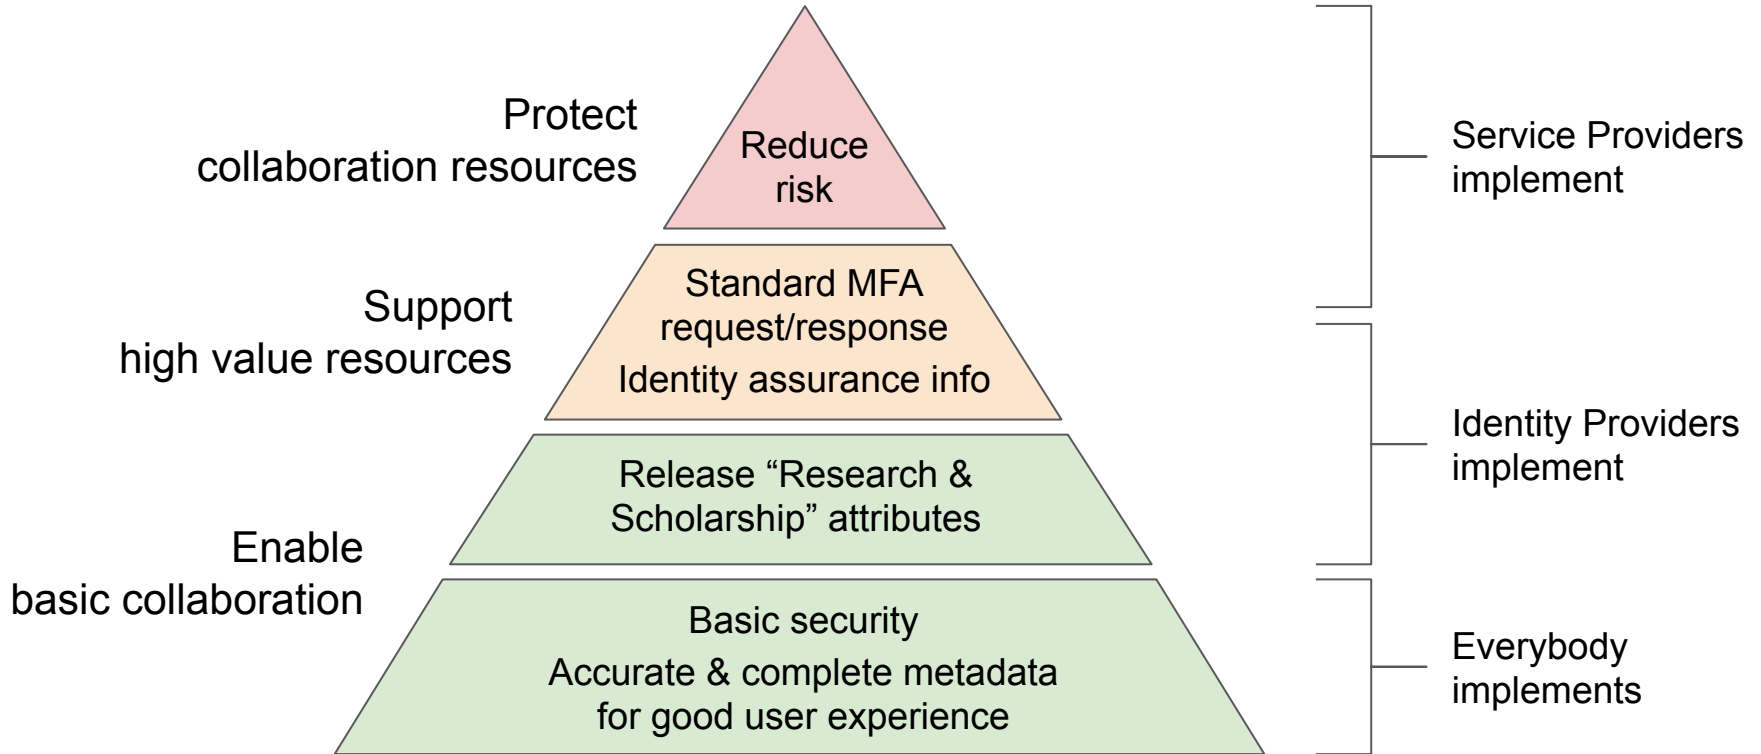 Protect
collaboration resources
Reduce
risk
Service Providers
implement
Support
high value resources
Standard MFA
request/response
Identity assurance info
Identity Providers
implement
Enable
basic collaboration
Release “Research &
Scholarship” attributes
Basic security
Accurate & complete metadata
for good user experience
Everybody
implements